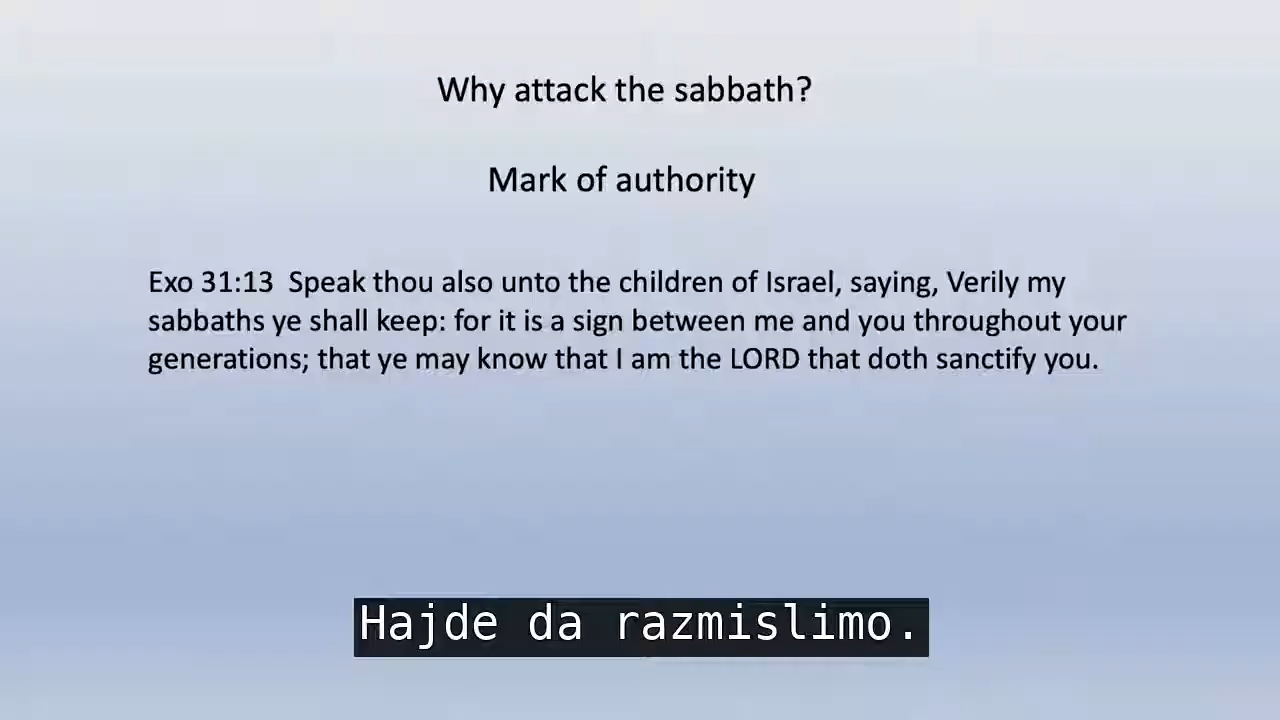 Why attack the sabbath?
Mark of authority
Exo 31:13  Speak thou also unto the children of Israel, saying, Verily my
sabbaths ye shall keep: for it is a sign between me and you throughout your
generations; that ye may know that I am the LORD that doth sanctify you.
Hajde da razmislimo.